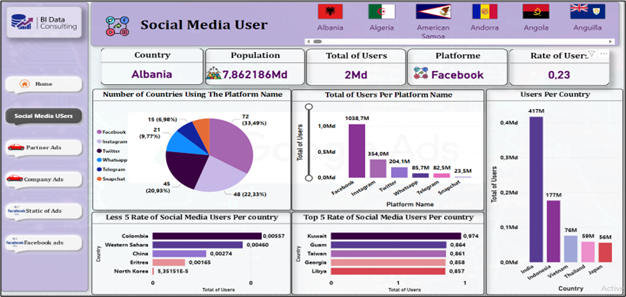 BI Data
Consulting
Social Media User
Albania
Algeria
American
Samoa
Andorra
Angola
Anguilla
Home
Social Media USers
Partner Ads
Company Ads
Static of Ads
Facebook ads
Country
Albania
Population
7,862186Md
Total of Users
2Md
Platforme
Facebook
Rate of Users
0,23
Number of Countries Using The Platform Name
15 (6,98%)
21
(9,77%)
72
(33,49%)
45
(20,93%)
48 (22,33%)
Facebook
Instagram
Twitter
Whatsapp
Telegram
Snapchat
Total of Users Per Platform Name
Total of Users
1,0Md
0,5Md
0,0Md
1038,7M
354,0M
204,1M
85,7M
82,5M
23,5M
Facebook
Instagram
Twitter
Whatsapp
Telegram
Snapchat
Platform Name
Users Per Country
Total of Users
0,4Md
0,2Md
0,0Md
417M
177M
76M
59M
56M
India
Indonesia
Vietnam
Thailand
Japan
Country
Less 5 Rate of Social Media Users Per country
Country
Colombia
0,00557
Western Sahara
0,00460
China
0,00274
Eritrea
0,00165
North Korea
5,35151E-5
Total of Users
Top 5 Rate of Social Media Users Per country
Country
Kuwait
0,974
Guam
0,864
Taiwan
0,861
Georgia
0,858
Libya
0,857
0
1
Total of Users